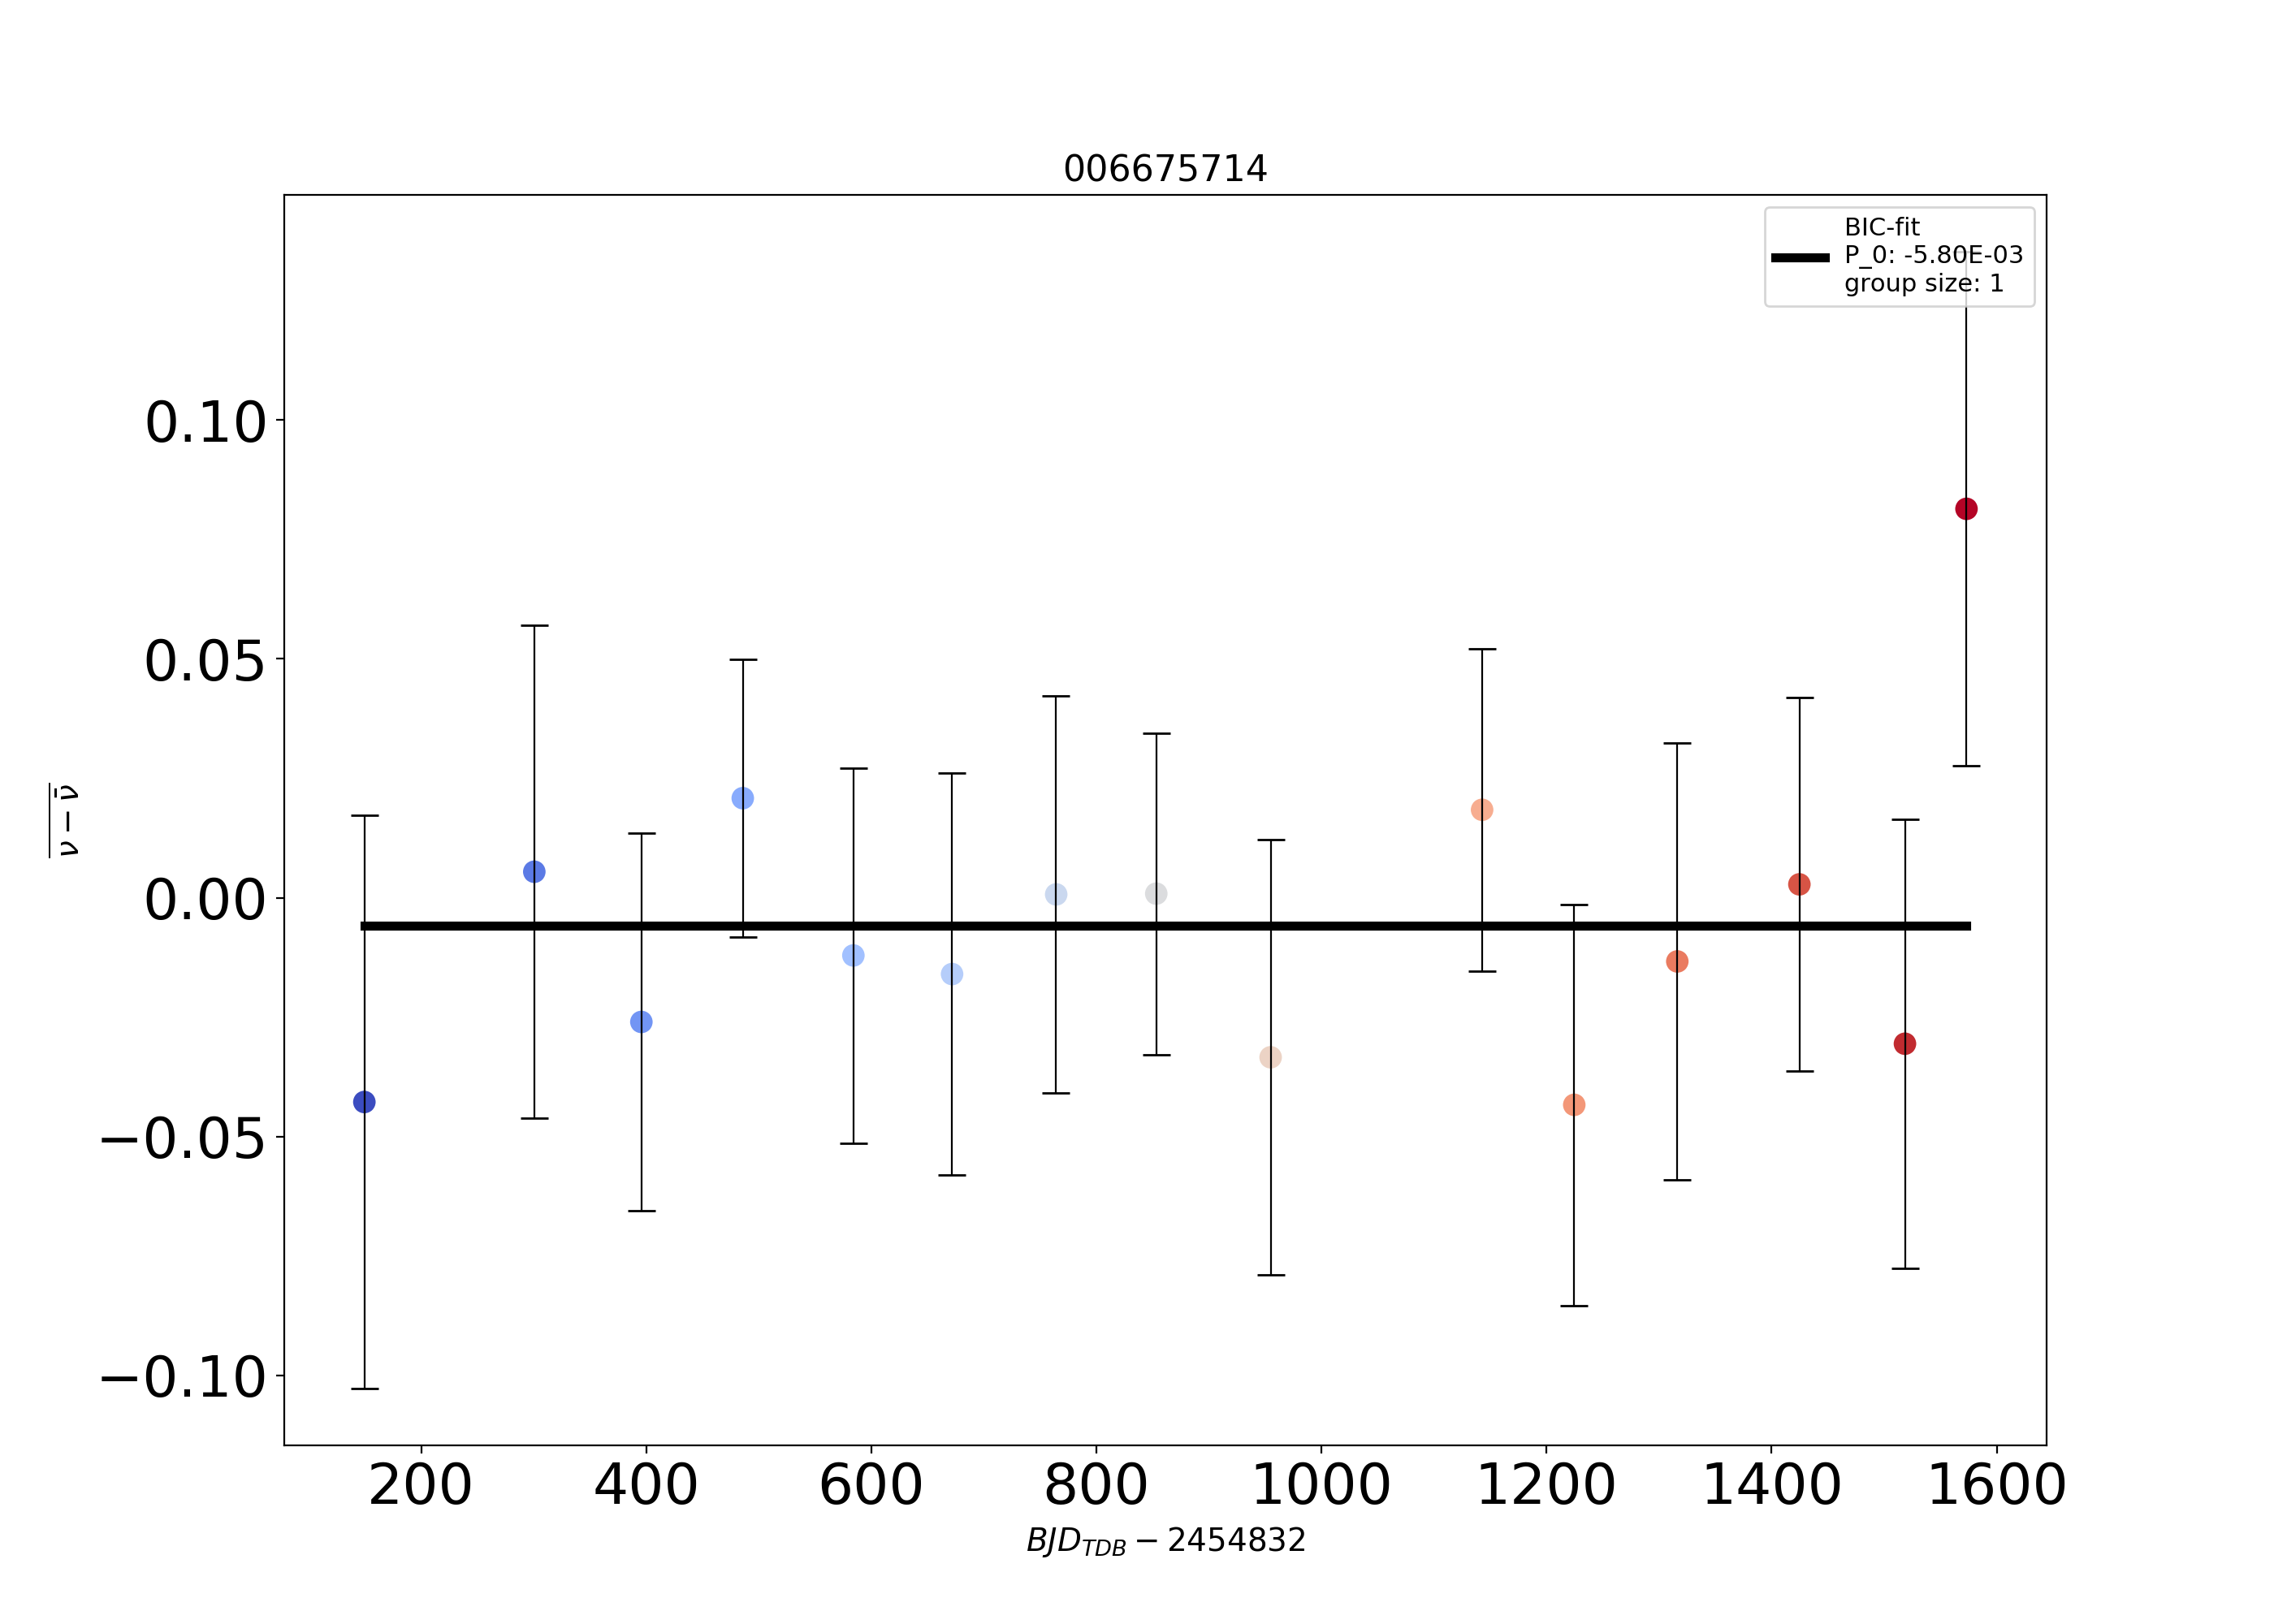 006675714
BIC-fit
P_0: -5.80E-03
group size: 1
0.10
0.05
0.00
−0.05
−0.10
ν − ν̄
200 400 600 800 1000 1200 1400 1600
BJD_TDB − 2454832